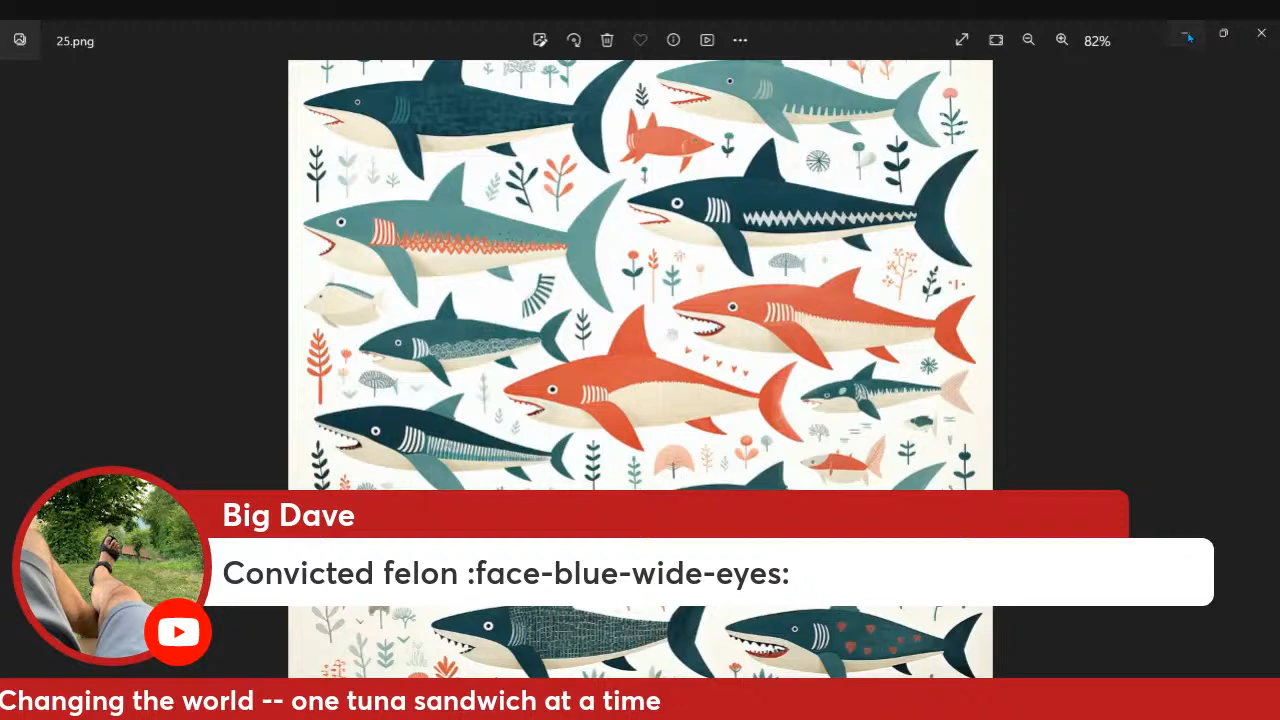 25.png
82%
Big Dave
Convicted felon :face-blue-wide-eyes:
Changing the world -- one tuna sandwich at a time